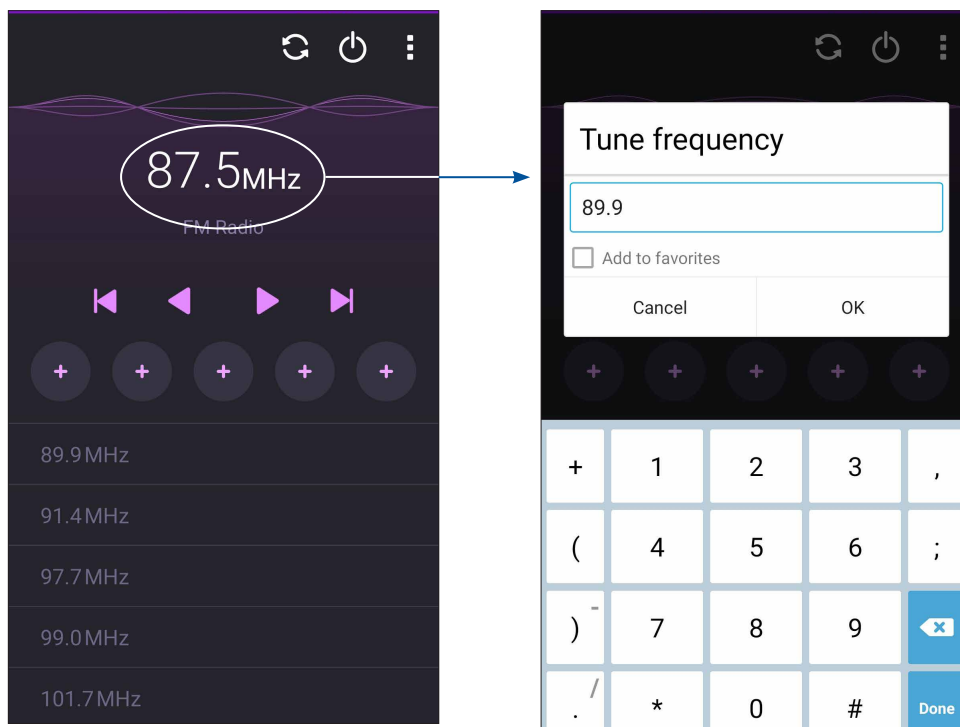 87.5MHz
FM Radio
+ + + + +
89.9MHz
91.4MHz
97.7MHz
99.0MHz
101.7MHz
Tune frequency
89.9
Add to favorites
Cancel OK
+ + + + +
+ 1 2 3 ,
( 4 5 6 ;
) - 7 8 9
. / * 0 # Done